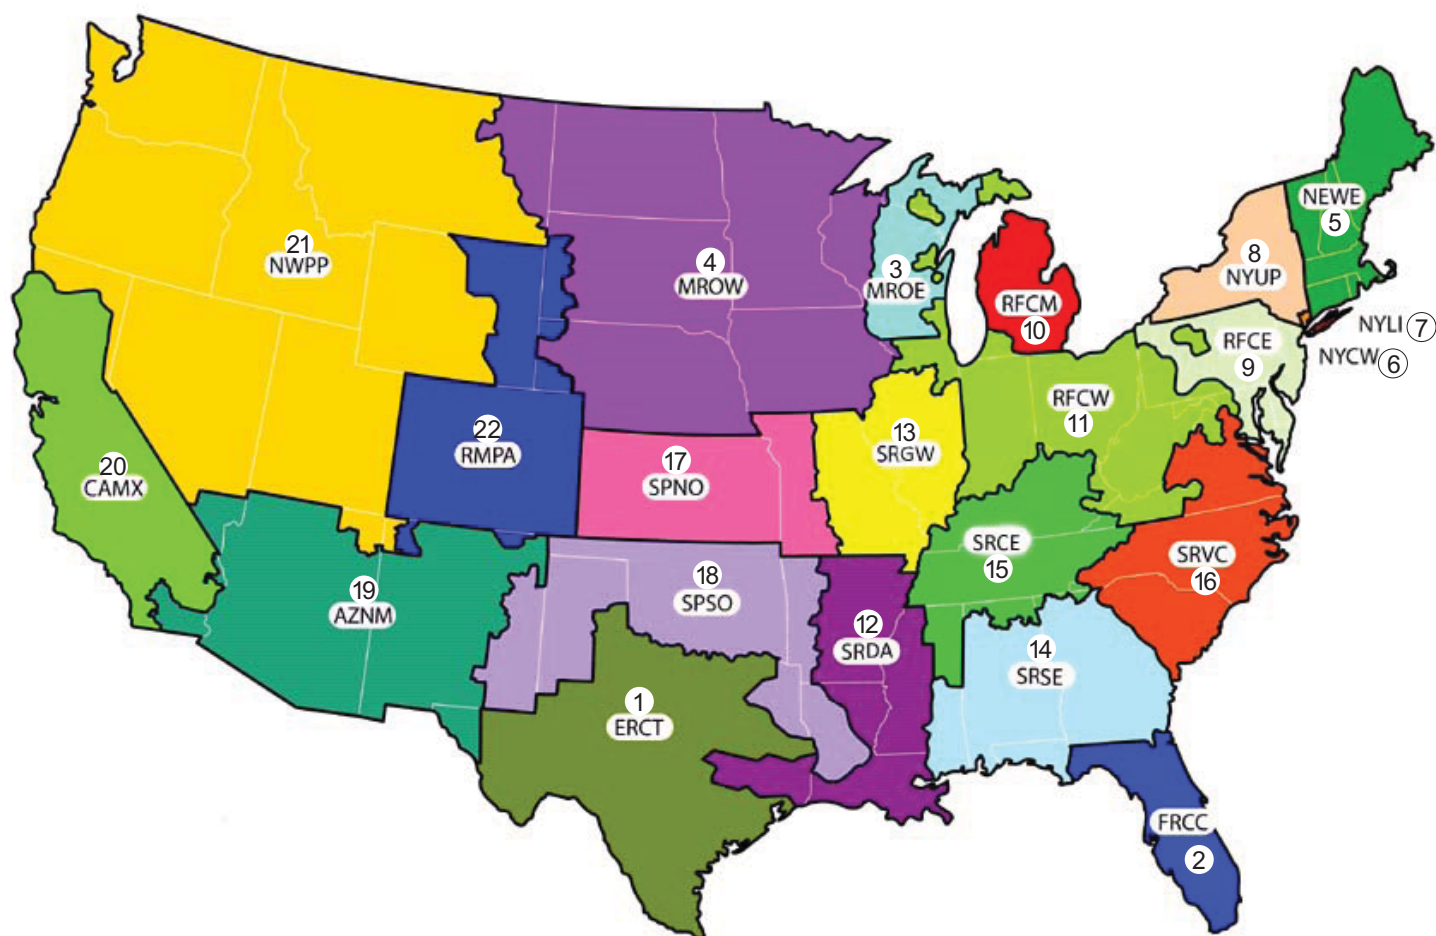 NEWE
5
21
NWPP
8
NYUP
4
MROW
3
MROE
RFCM
10
NYLI 7
RFCE
9
NYCW 6
RFCW
11
22
RMPA
13
SRGW
20
CAMX
17
SPNO
SRCE
15
SRVC
16
19
AZNM
18
SPSO
12
SRDA
14
SRSE
1
ERCT
FRCC
2